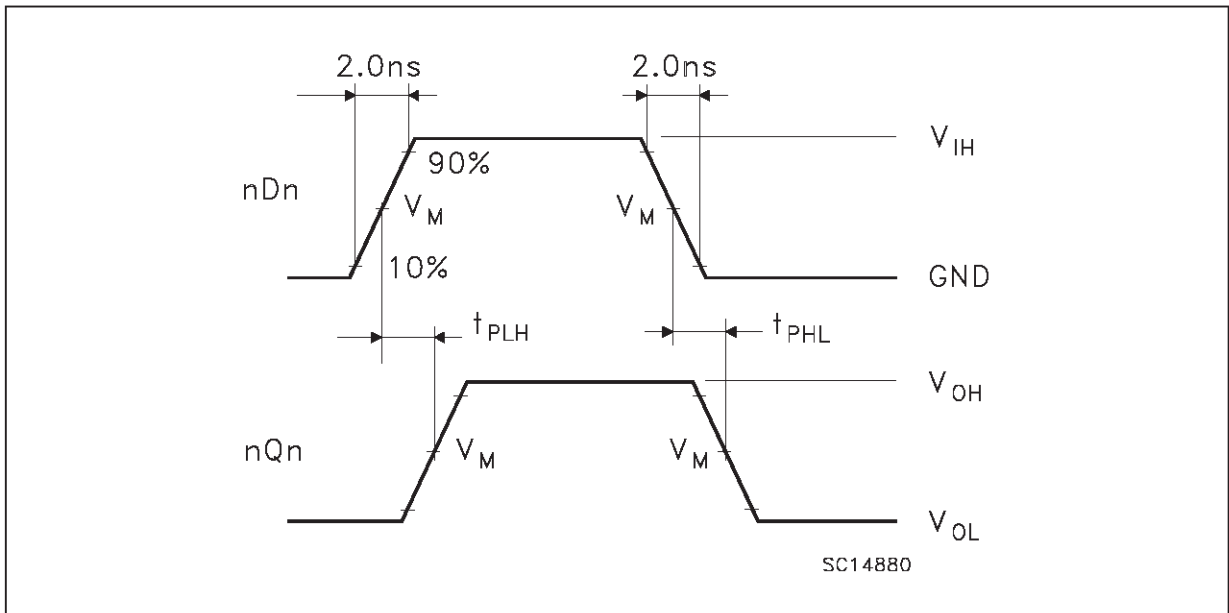 2.0ns 2.0ns
V_IH
90%
nDn V_M V_M
10% GND
t_PLH t_PHL
V_OH
nQn V_M V_M
V_OL
SC14880